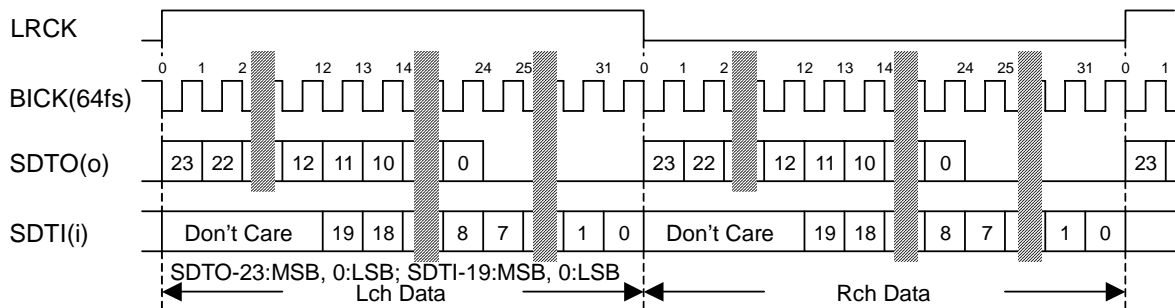 LRCK
0 1 2 12 13 14 24 25 31 0 1 2 12 13 14 24 25 31 0 1
BICK(64fs)
SDTO(o) 23 22 12 11 10 0 23 22 12 11 10 0 23
SDTI(i) Don't Care 19 18 8 7 1 0 Don't Care 19 18 8 7 1 0
SDTO-23:MSB, 0:LSB; SDTI-19:MSB, 0:LSB
Lch Data Rch Data